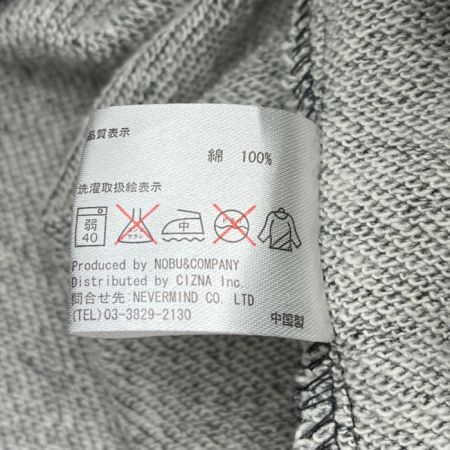 品質表示
綿 100%
洗濯取扱絵表示
弱 中
40
Produced by NOBU&COMPANY
Distributed by CIZNA Inc.
問合せ先:NEVERMIND CO. LTD
(TEL)03-3829-2130
中国製